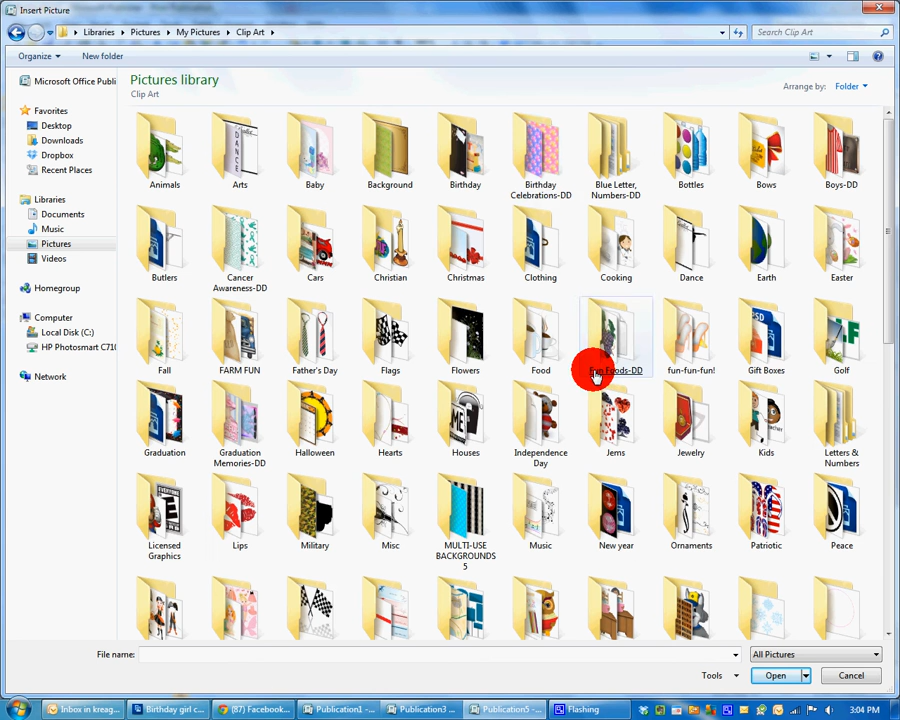 Insert Picture
Libraries Pictures My Pictures Clip Art
Search Clip Art
Organize
New folder
Microsoft Office Publi
Favorites
Desktop
Downloads
Dropbox
Recent Places
Libraries
Documents
Music
Pictures
Videos
Homegroup
Computer
Local Disk (C:)
HP Photosmart C71
Network
Pictures library
Clip Art
Arrange by: Folder
Animals
Arts
Baby
Background
Birthday
Birthday
Celebrations-DD
Blue Letter,
Numbers-DD
Bottles
Bows
Boys-DD
Butlers
Cancer
Awareness-DD
Cars
Christian
Christmas
Clothing
Cooking
Dance
Earth
Easter
Fall
FARM FUN
Father's Day
Flags
Flowers
Food
Fun Foods-DD
fun-fun-fun!
Gift Boxes
Golf
Graduation
Graduation
Memories-DD
Halloween
Hearts
Houses
Independence
Day
Jems
Jewelry
Kids
Letters &
Numbers
Licensed
Graphics
Lips
Military
Misc
MULTI-USE
BACKGROUNDS
5
Music
New year
Ornaments
Patriotic
Peace
File name:
All Pictures
Tools
Open
Cancel
Inbox in kreag...
Birthday girl c...
(87) Facebook...
Publication1 -...
Publication3 ...
Publication5 -...
Flashing
3:04 PM